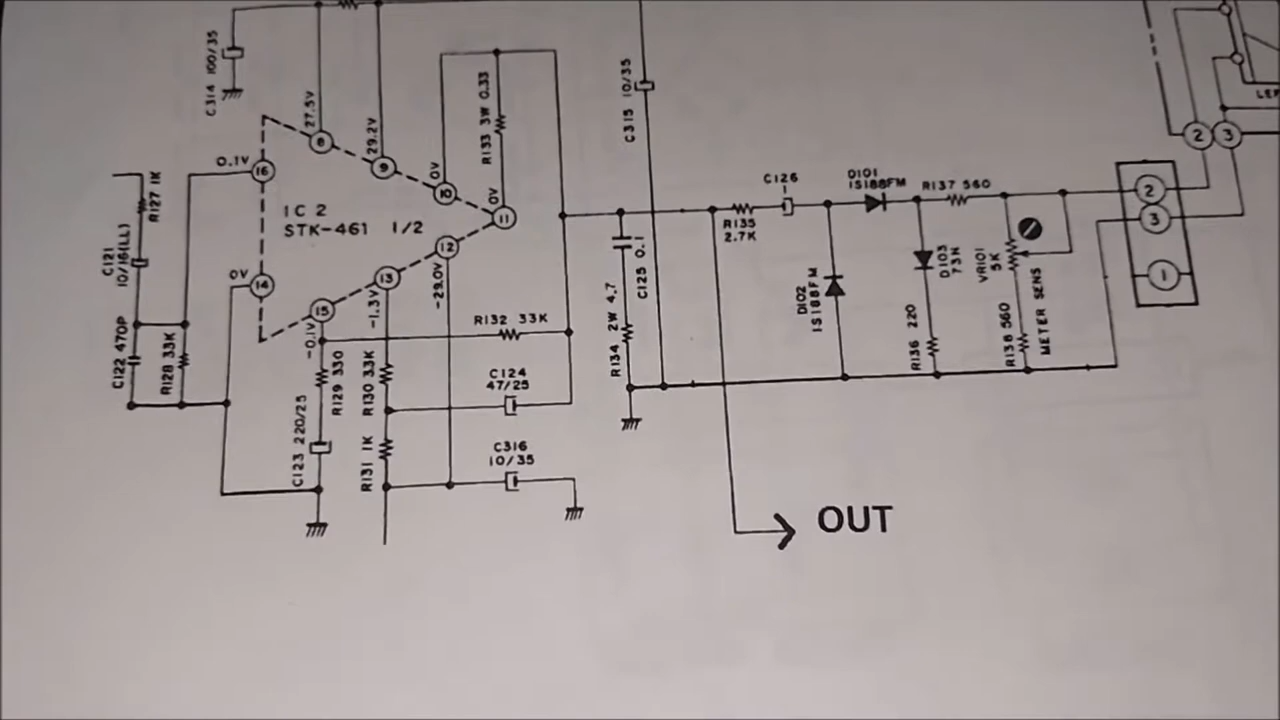 C314 100/35
27.5V
29.2V
0V
R133 3W 0.33
0V
C315 10/35
LEF
2
3
0.1V
16
8
9
10
11
R127 1K
IC 2
STK-461 1/2
12
13
15
14
0V
C121
10/16(LL)
C122 470P
R128 33K
-0.1V
-1.3V
-29.0V
R129 330
R130 33K
R131 1K
C123 220/25
R132 33K
C124
47/25
C316
10/35
R134 2W 4.7
C125 0.1
R135
2.7K
C126
D101
1S188FM
R137 560
D102
1S188FM
D103
R136 220
VR101
5K
R138 560
METER SENS
2
3
1
OUT